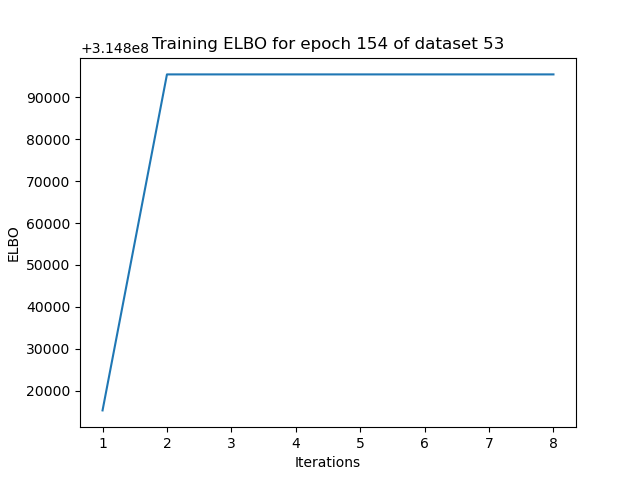 Training ELBO for epoch 154 of dataset 53
+3.148e8
90000
80000
70000
60000
50000
40000
30000
20000
ELBO
1 2 3 4 5 6 7 8
Iterations